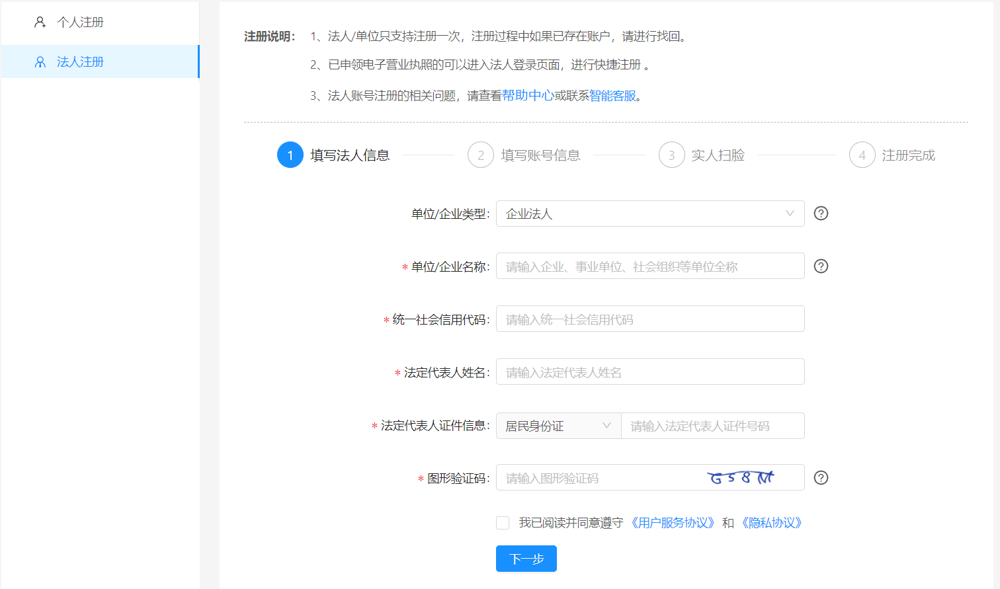 个人注册
法人注册
注册说明： 1、法人/单位只支持注册一次，注册过程中如果已存在账户，请进行找回。
2、已申领电子营业执照的可以进入法人登录页面，进行快捷注册 。
3、法人账号注册的相关问题，请查看帮助中心或联系智能客服。
1 填写法人信息 2 填写账号信息 3 实人扫脸 4 注册完成
单位/企业类型： 企业法人
* 单位/企业名称： 请输入企业、事业单位、社会组织等单位全称
* 统一社会信用代码： 请输入统一社会信用代码
* 法定代表人姓名： 请输入法定代表人姓名
* 法定代表人证件信息： 居民身份证 请输入法定代表人证件号码
* 图形验证码： 请输入图形验证码 G58M
我已阅读并同意遵守 《用户服务协议》 和 《隐私协议》
下一步